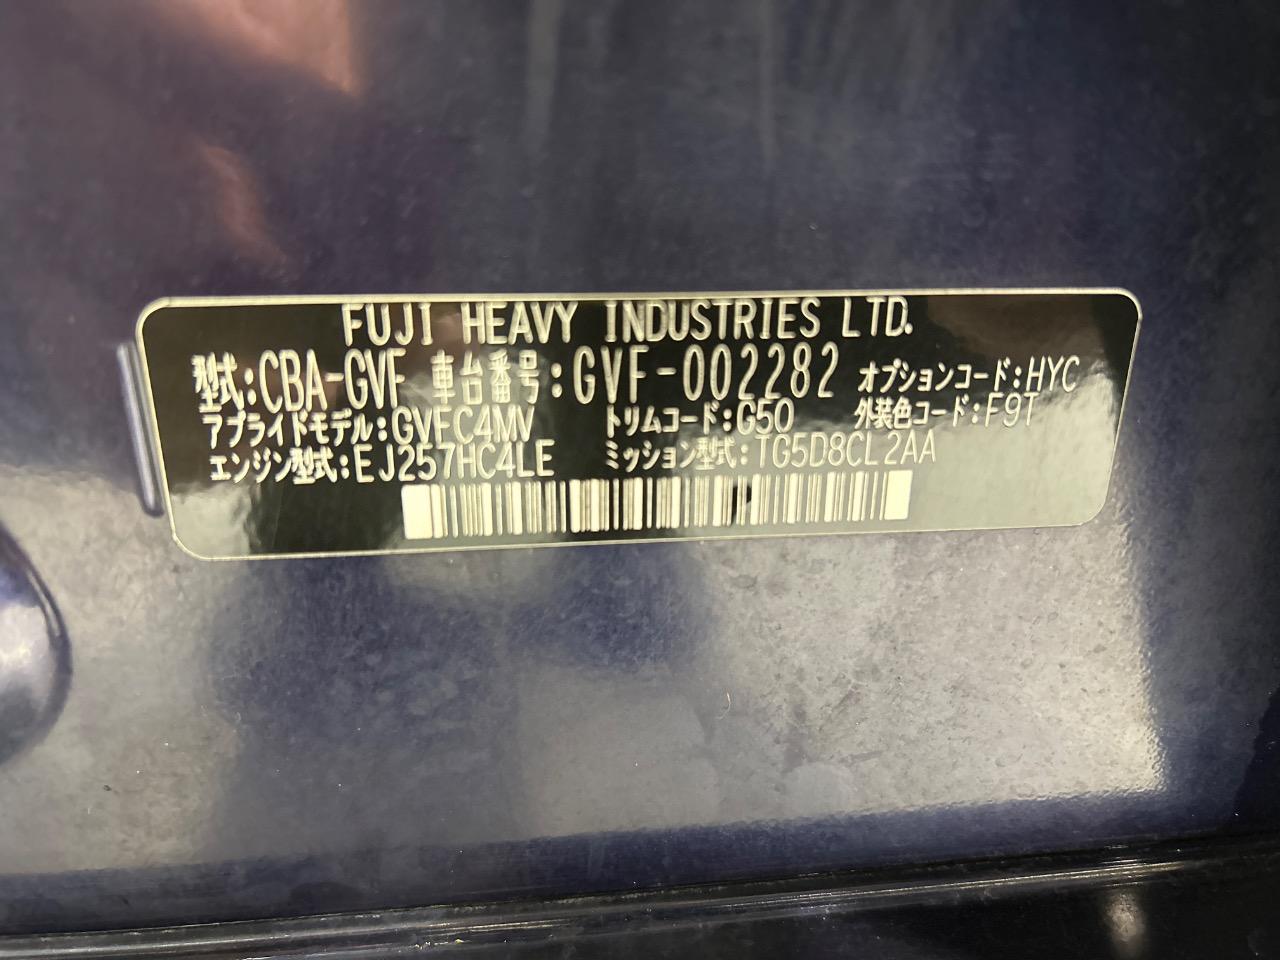 FUJI HEAVY INDUSTRIES LTD.
型式:CBA-GVF 車台番号:GVF-002282 オプションコード:HYC
アプライドモデル:GVFC4MV トリムコード:G50 外装色コード:F9T
エンジン型式:EJ257HC4LE ミッション型式:TG5D8CL2AA